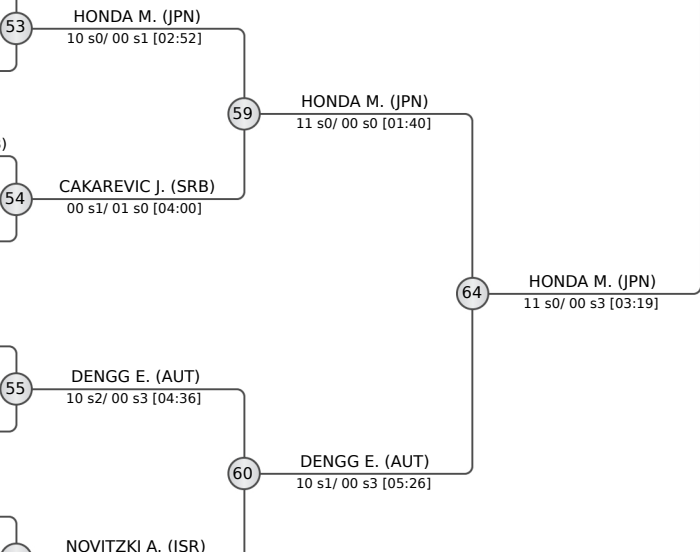 53
HONDA M. (JPN)
10 s0/ 00 s1 [02:52]
59
HONDA M. (JPN)
11 s0/ 00 s0 [01:40]
)
54
CAKAREVIC J. (SRB)
00 s1/ 01 s0 [04:00]
64
HONDA M. (JPN)
11 s0/ 00 s3 [03:19]
55
DENGG E. (AUT)
10 s2/ 00 s3 [04:36]
60
DENGG E. (AUT)
10 s1/ 00 s3 [05:26]
NOVITZKI A. (ISR)